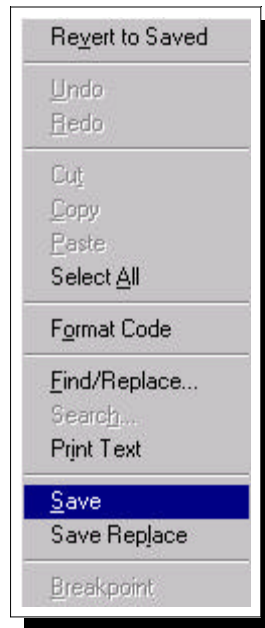 Revert to Saved
Undo
Redo
Cut
Copy
Paste
Select All
Format Code
Find/Replace...
Search...
Print Text
Save
Save Replace
Breakpoint